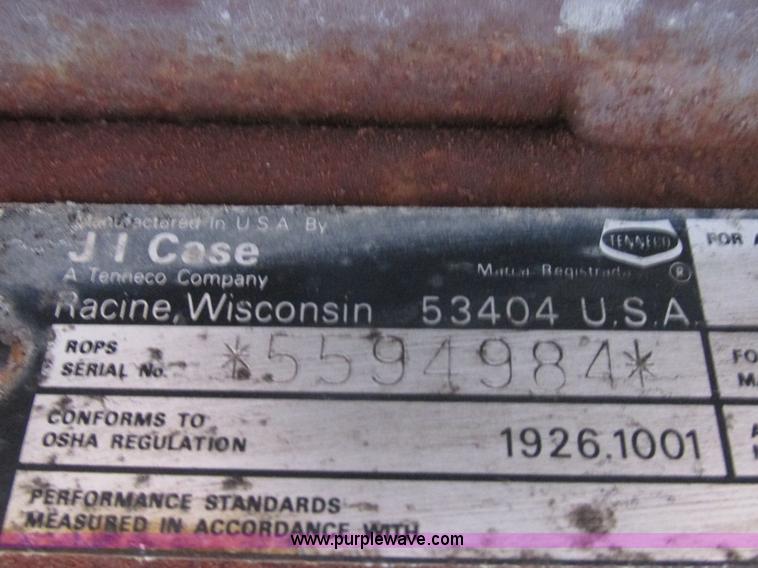 Manufactured In U.S.A. By
J I Case
A Tenneco Company
Racine, Wisconsin 53404 U.S.A.
TENNECO
Marca Registrada ®
FOR
ROPS
SERIAL No. *5594984*
CONFORMS TO
OSHA REGULATION 1926.1001
PERFORMANCE STANDARDS
MEASURED IN ACCORDANCE WITH
www.purplewave.com